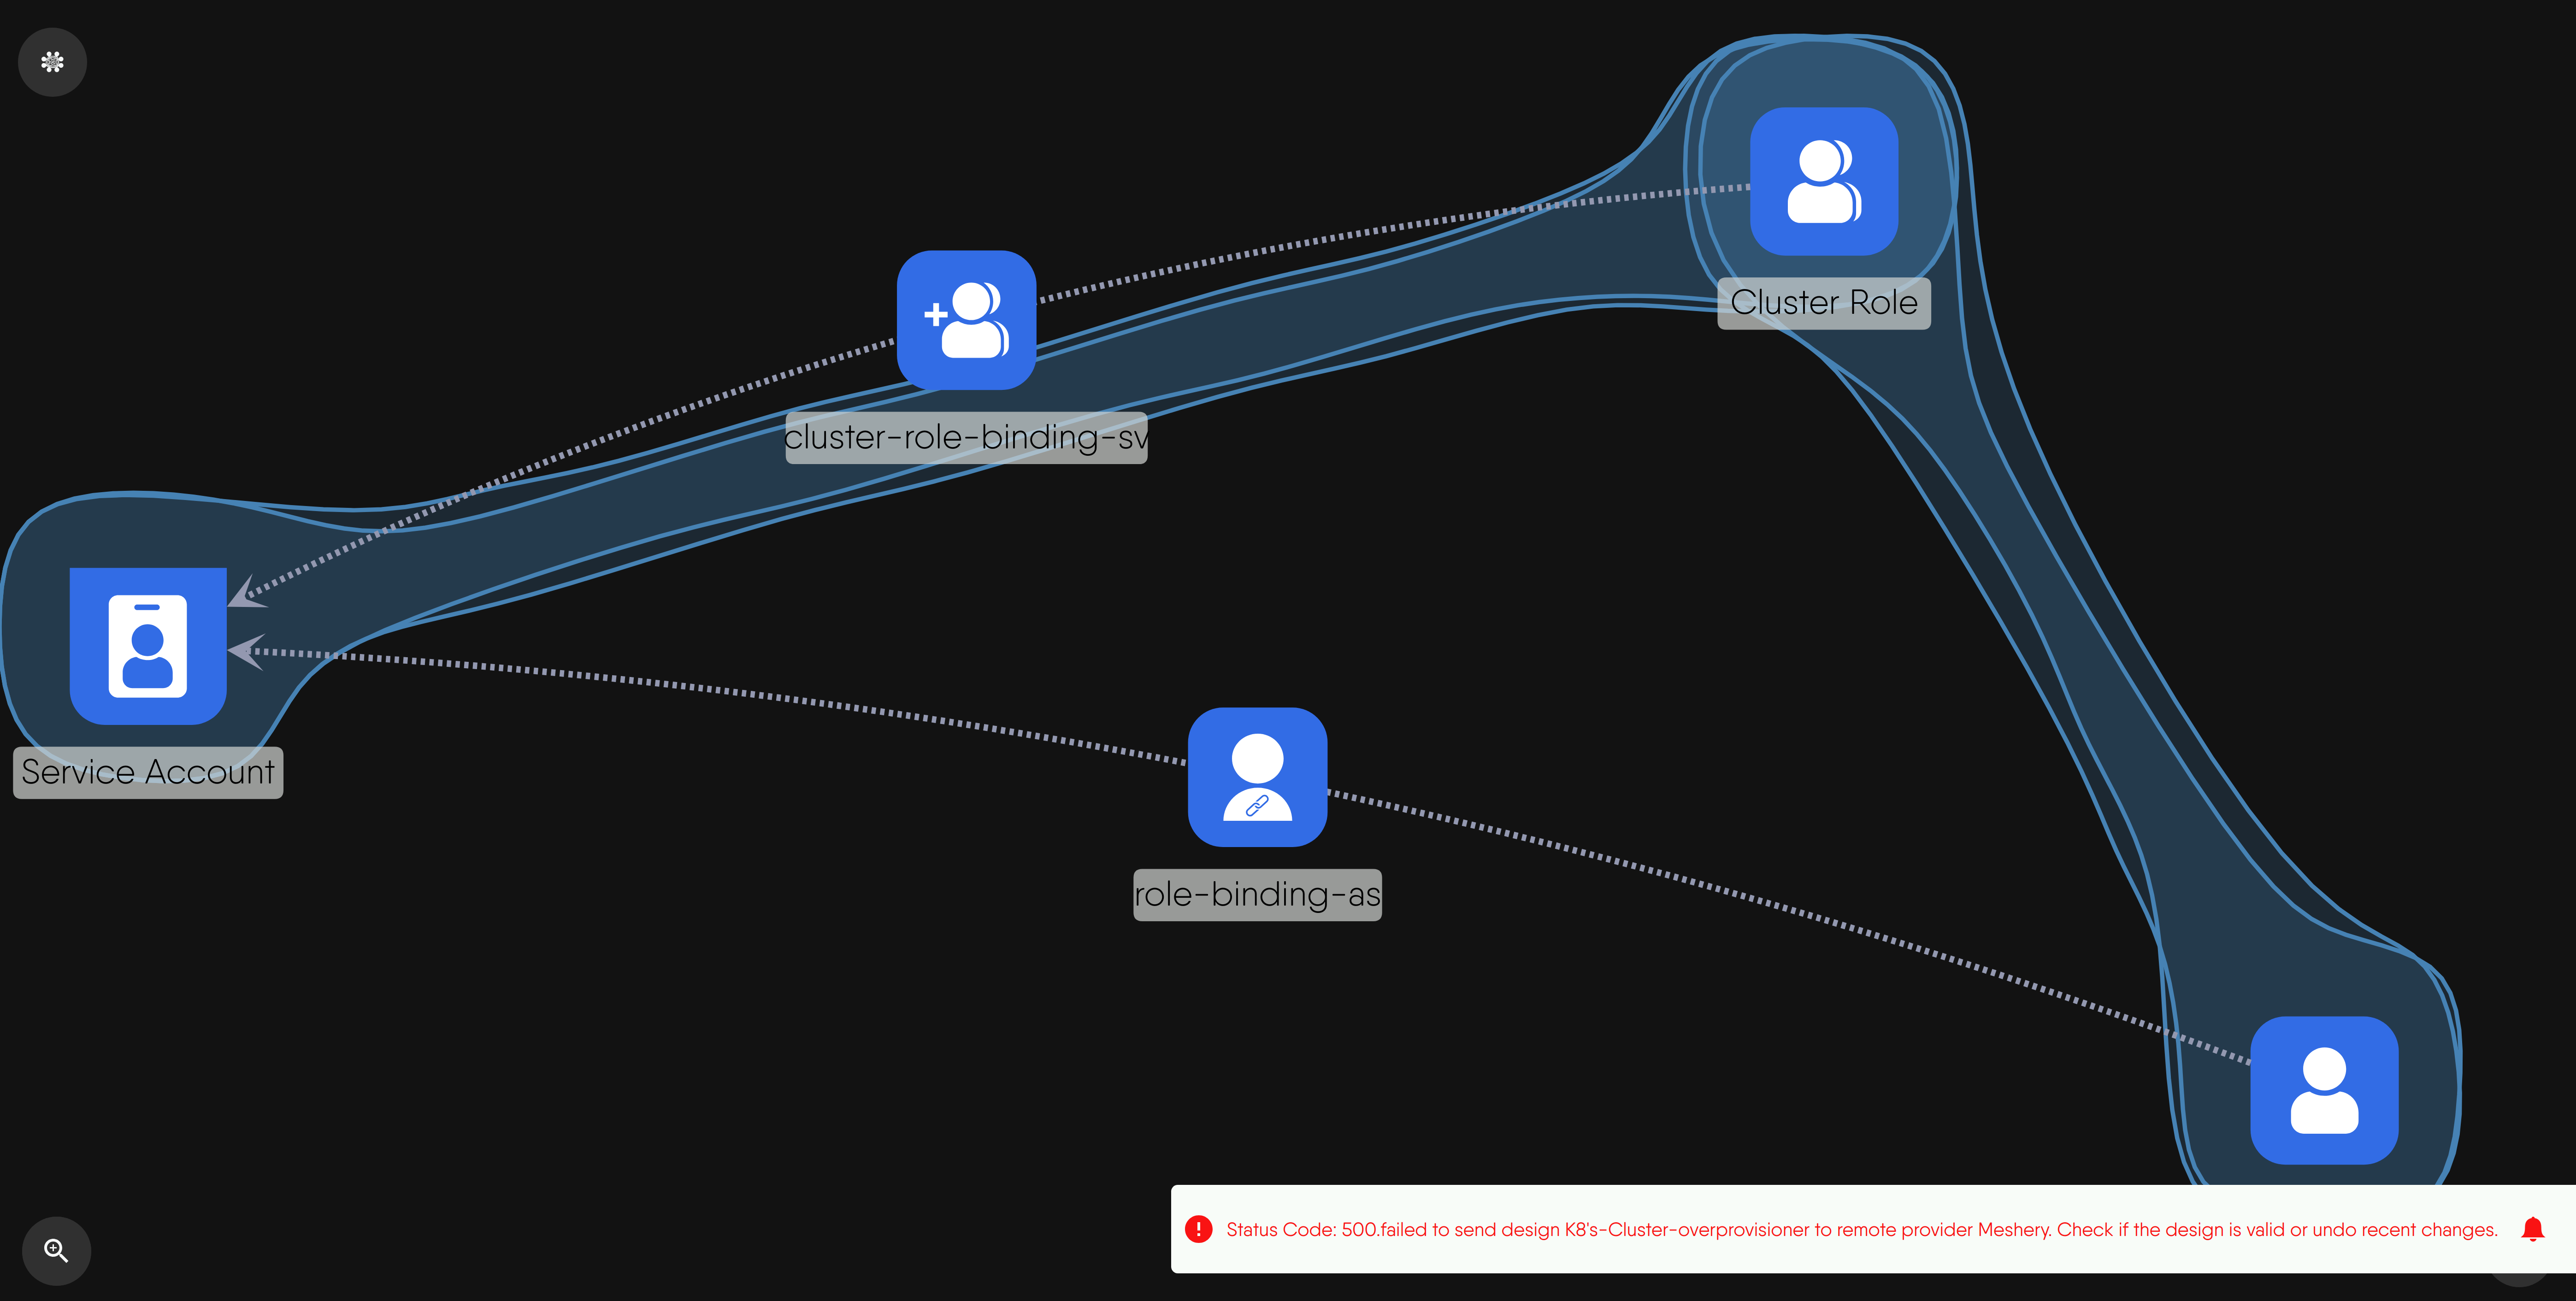 Cluster Role
cluster-role-binding-sv
Service Account
role-binding-as
Status Code: 500.failed to send design K8's-Cluster-overprovisioner to remote provider Meshery. Check if the design is valid or undo recent changes.